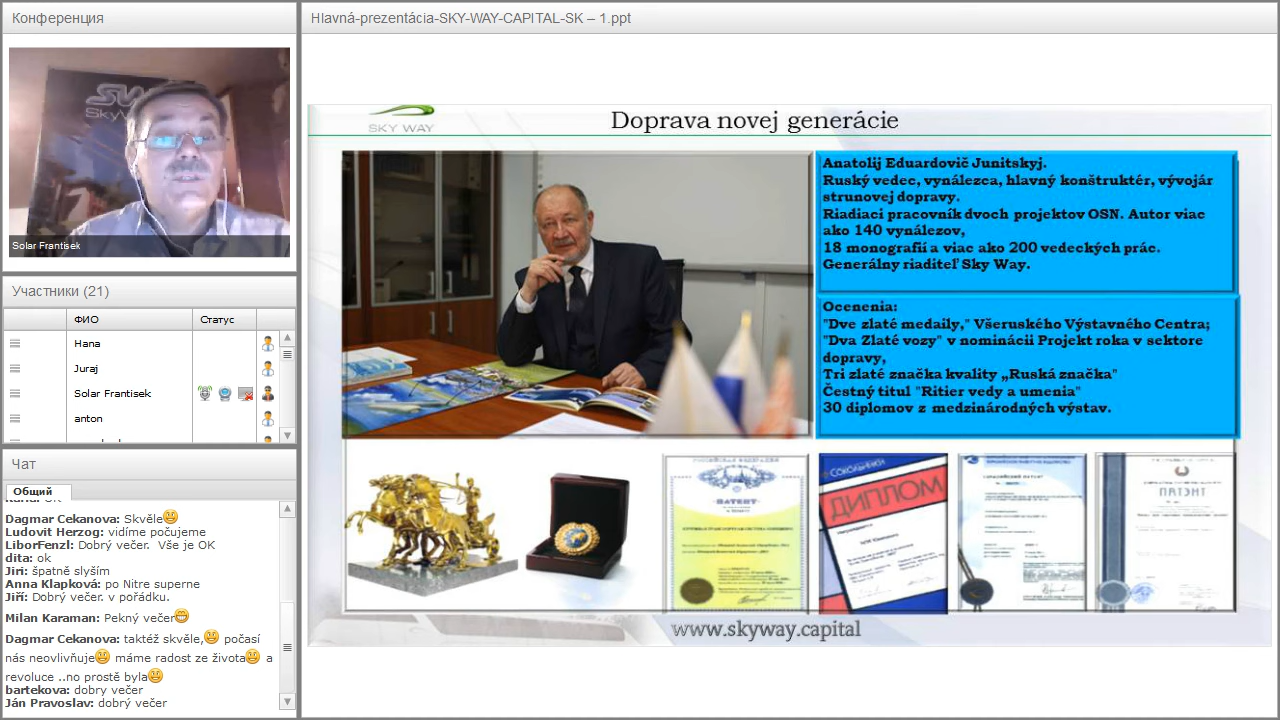 Конференция
Solar Frantisek
Участники (21)
ФИО
Статус
Hana
Juraj
Solar Frantisek
anton
Чат
Общий
Dagmar Cekanova: Skvěle
Ludovit Herzog: vidíme počujeme
LiborFenzl: Dobrý večer. Vše je OK
dita: ok
Jiri: špatně slyším
Anna Olapková: po Nitre superne
Jiri: Dobrý večer. v pořádku.
Milan Karaman: Pekný večer
Dagmar Cekanova: taktéž skvěle, počasí
nás neovlivňuje máme radost ze života a
revoluce ..no prostě byla
bartekova: dobry večer
Ján Pravoslav: dobrý večer
Hlavná-prezentácia-SKY-WAY-CAPITAL-SK – 1.ppt
SKY WAY
Doprava novej generácie
Anatolij Eduardovič Junitskyj.
Ruský vedec, vynálezca, hlavný konštruktér, vývojár
strunovej dopravy.
Riadiaci pracovník dvoch projektov OSN. Autor viac
ako 140 vynálezov,
18 monografií a viac ako 200 vedeckých prác.
Generálny riaditeľ Sky Way.
Ocenenia:
"Dve zlaté medaily," Všeruského Výstavného Centra;
"Dva Zlaté vozy" v nominácii Projekt roka v sektore
dopravy,
Tri zlaté značka kvality „Ruská značka"
Čestný titul "Ritier vedy a umenia"
30 diplomov z medzinárodných výstav.
ПАТЕНТ
СОКОЛЬНИКИ
ДИПЛОМ
ПАТЭНТ
www.skyway.capital